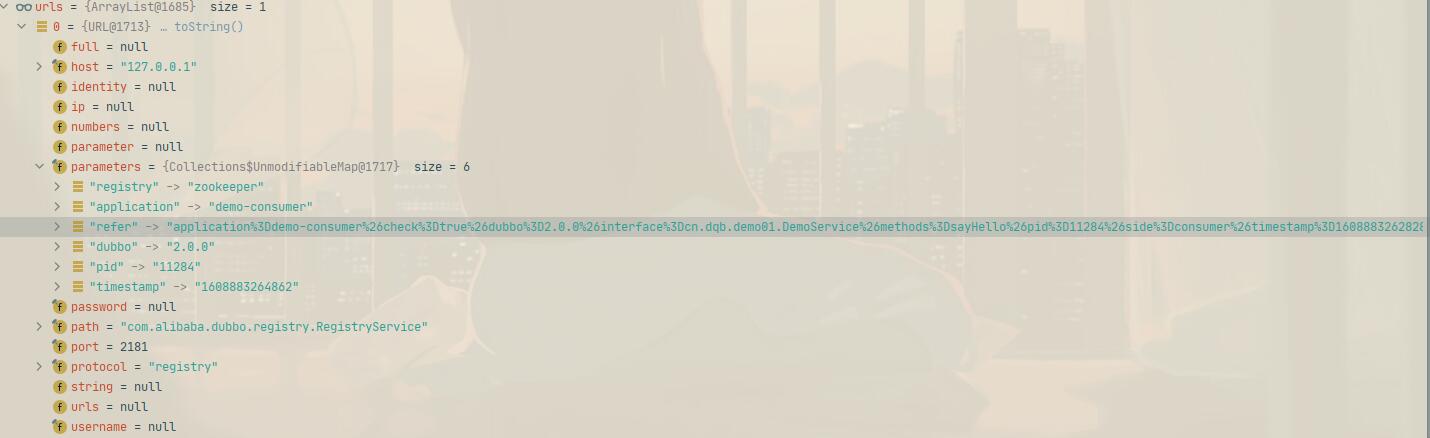 urls = {ArrayList@1685} size = 1
0 = {URL@1713} … toString()
full = null
host = "127.0.0.1"
identity = null
ip = null
numbers = null
parameter = null
parameters = {Collections$UnmodifiableMap@1717} size = 6
"registry" -> "zookeeper"
"application" -> "demo-consumer"
"refer" -> "application%3Ddemo-consumer%26check%3Dtrue%26dubbo%3D2.0.0%26interface%3Dcn.dqb.demo01.DemoService%26methods%3DsayHello%26pid%3D11284%26side%3Dconsumer%26timestamp%3D1608883262828
"dubbo" -> "2.0.0"
"pid" -> "11284"
"timestamp" -> "1608883264862"
password = null
path = "com.alibaba.dubbo.registry.RegistryService"
port = 2181
protocol = "registry"
string = null
urls = null
username = null